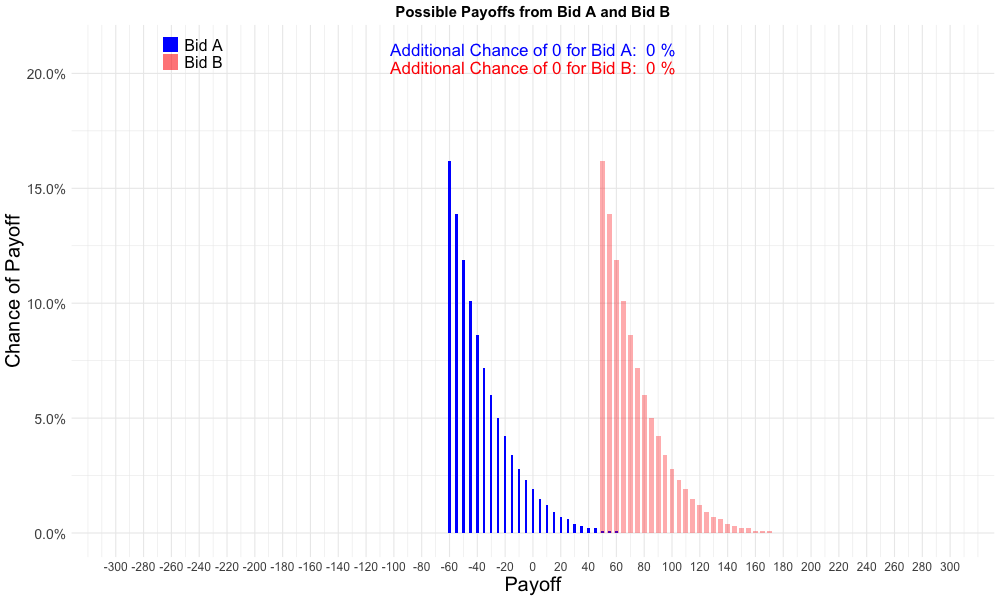 Possible Payoffs from Bid A and Bid B
Bid A
Bid B
Additional Chance of 0 for Bid A: 0 %
Additional Chance of 0 for Bid B: 0 %
Chance of Payoff
20.0%
15.0%
10.0%
5.0%
0.0%
-300 -280 -260 -240 -220 -200 -180 -160 -140 -120 -100 -80 -60 -40 -20 0 20 40 60 80 100 120 140 160 180 200 220 240 260 280 300
Payoff